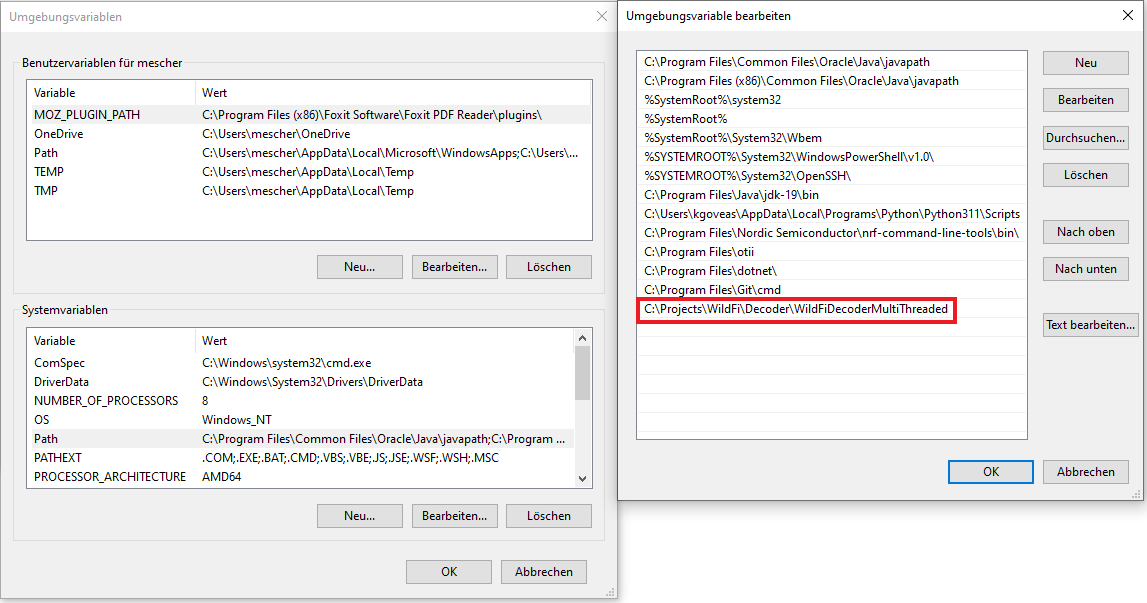 Umgebungsvariablen
Benutzervariablen für mescher
Variable Wert
MOZ_PLUGIN_PATH C:\Program Files (x86)\Foxit Software\Foxit PDF Reader\plugins\
OneDrive C:\Users\mescher\OneDrive
Path C:\Users\mescher\AppData\Local\Microsoft\WindowsApps;C:\Users\...
TEMP C:\Users\mescher\AppData\Local\Temp
TMP C:\Users\mescher\AppData\Local\Temp
Neu... Bearbeiten... Löschen
Systemvariablen
Variable Wert
ComSpec C:\Windows\system32\cmd.exe
DriverData C:\Windows\System32\Drivers\DriverData
NUMBER_OF_PROCESSORS 8
OS Windows_NT
Path C:\Program Files\Common Files\Oracle\Java\javapath;C:\Program ...
PATHEXT .COM;.EXE;.BAT;.CMD;.VBS;.VBE;.JS;.JSE;.WSF;.WSH;.MSC
PROCESSOR_ARCHITECTURE AMD64
Neu... Bearbeiten... Löschen
OK Abbrechen
Umgebungsvariable bearbeiten
C:\Program Files\Common Files\Oracle\Java\javapath
C:\Program Files (x86)\Common Files\Oracle\Java\javapath
%SystemRoot%\system32
%SystemRoot%
%SystemRoot%\System32\Wbem
%SYSTEMROOT%\System32\WindowsPowerShell\v1.0\
%SYSTEMROOT%\System32\OpenSSH\
C:\Program Files\Java\jdk-19\bin
C:\Users\kgoveas\AppData\Local\Programs\Python\Python311\Scripts
C:\Program Files\Nordic Semiconductor\nrf-command-line-tools\bin\
C:\Program Files\otii
C:\Program Files\dotnet\
C:\Program Files\Git\cmd
C:\Projects\WildFi\Decoder\WildFiDecoderMultiThreaded
Neu
Bearbeiten
Durchsuchen...
Löschen
Nach oben
Nach unten
Text bearbeiten...
OK Abbrechen